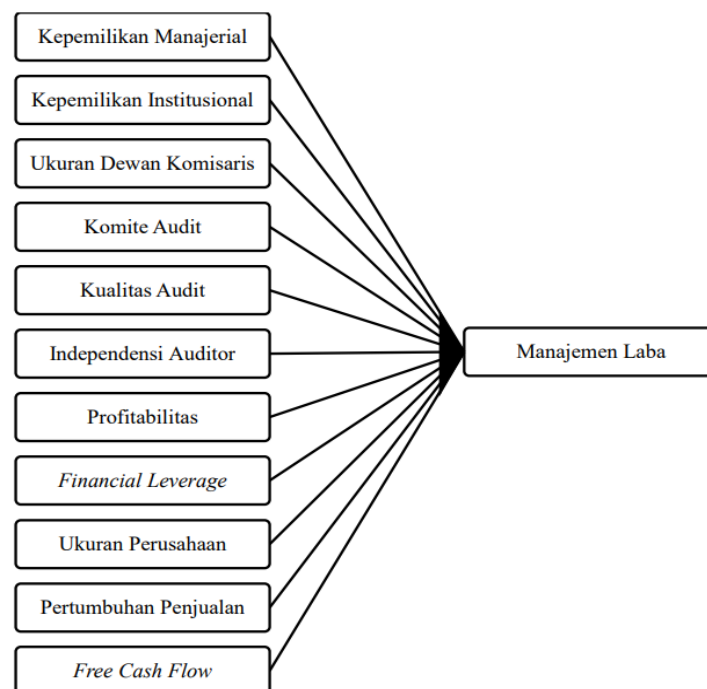 Kepemilikan Manajerial
Kepemilikan Institusional
Ukuran Dewan Komisaris
Komite Audit
Kualitas Audit
Independensi Auditor
Manajemen Laba
Profitabilitas
Financial Leverage
Ukuran Perusahaan
Pertumbuhan Penjualan
Free Cash Flow